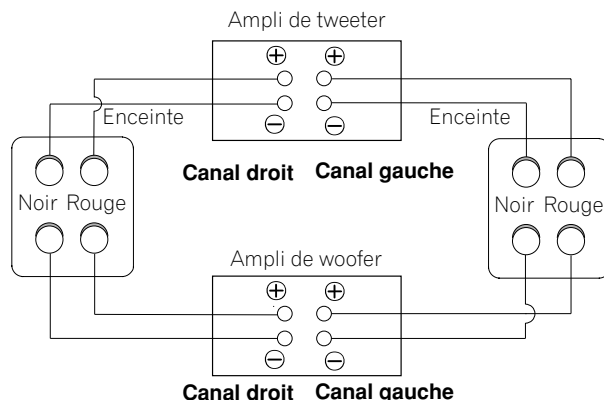 Ampli de tweeter
Enceinte
Enceinte
Canal droit Canal gauche
Noir Rouge
Noir Rouge
Ampli de woofer
Canal droit Canal gauche